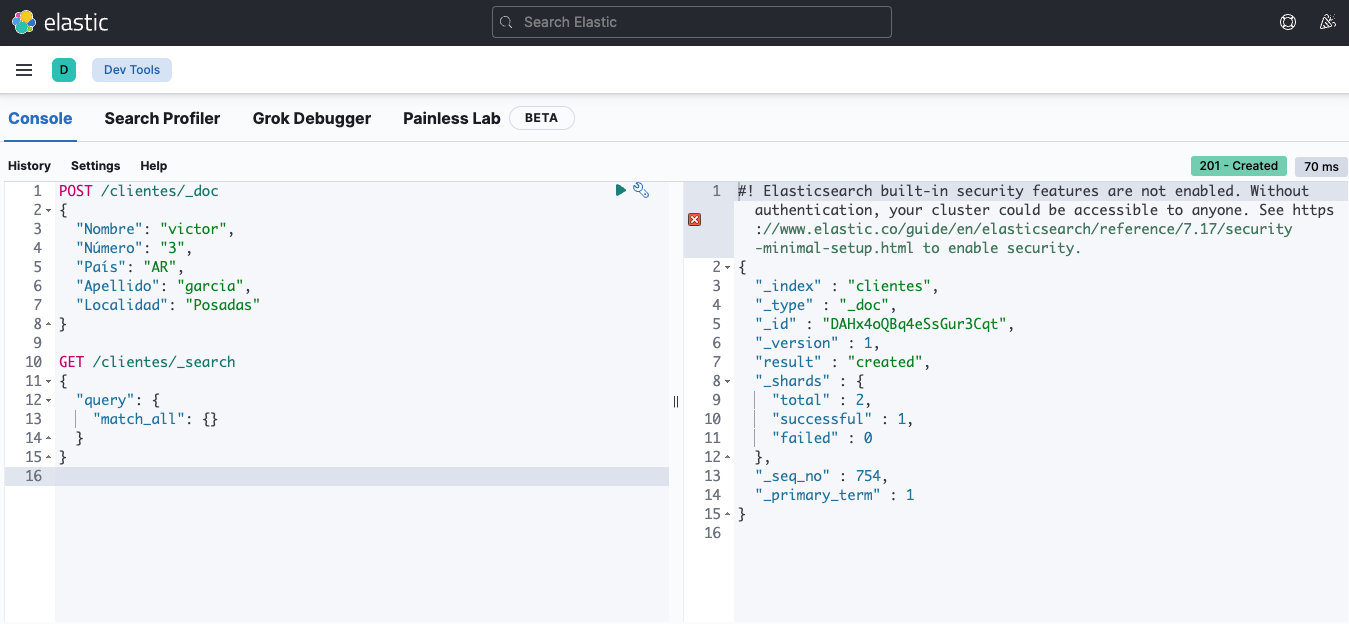 elastic
Search Elastic
D
Dev Tools
Console
Search Profiler
Grok Debugger
Painless Lab
BETA
History
Settings
Help
201 - Created
70 ms
1 POST /clientes/_doc
2 {
3 "Nombre": "victor",
4 "Número": "3",
5 "País": "AR",
6 "Apellido": "garcia",
7 "Localidad": "Posadas"
8 }
9
10 GET /clientes/_search
11 {
12 "query": {
13 "match_all": {}
14 }
15 }
16
1 #! Elasticsearch built-in security features are not enabled. Without
authentication, your cluster could be accessible to anyone. See https
://www.elastic.co/guide/en/elasticsearch/reference/7.17/security
-minimal-setup.html to enable security.
2 {
3 "_index" : "clientes",
4 "_type" : "_doc",
5 "_id" : "DAHx4oQBq4eSsGur3Cqt",
6 "_version" : 1,
7 "result" : "created",
8 "_shards" : {
9 "total" : 2,
10 "successful" : 1,
11 "failed" : 0
12 },
13 "_seq_no" : 754,
14 "_primary_term" : 1
15 }
16